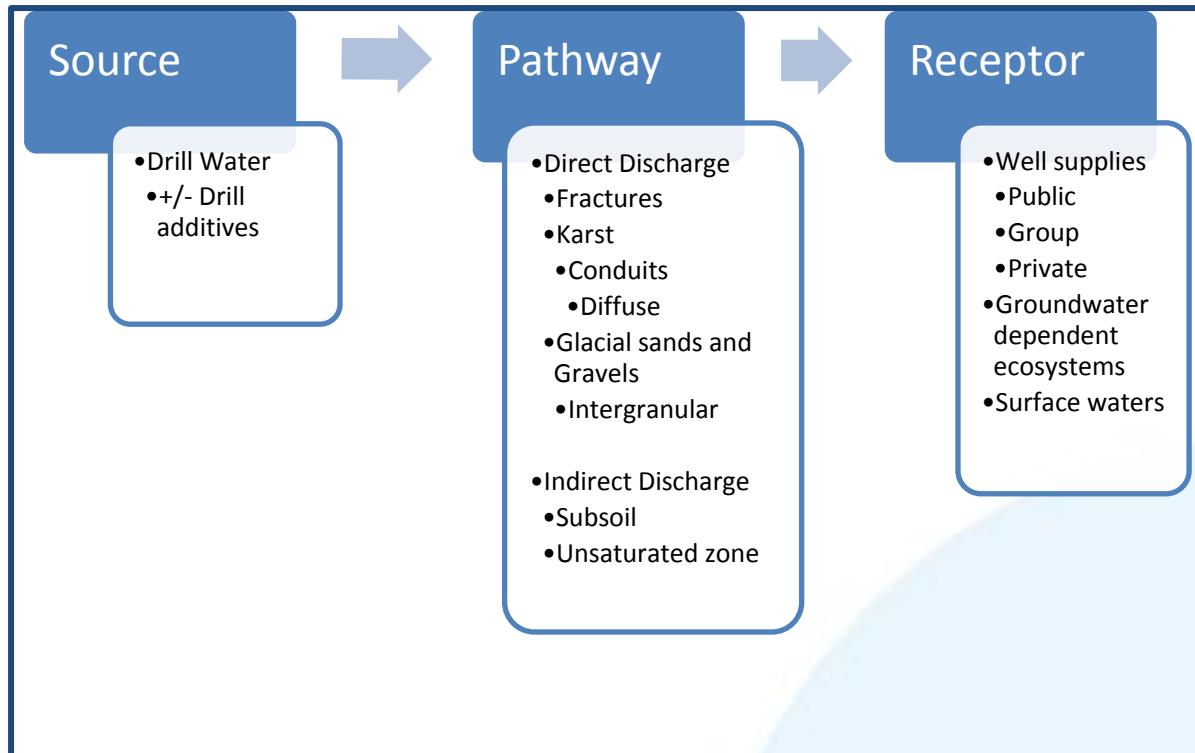 Source
•Drill Water
•+/- Drill
additives
Pathway
•Direct Discharge
•Fractures
•Karst
•Conduits
•Diffuse
•Glacial sands and
Gravels
•Intergranular
•Indirect Discharge
•Subsoil
•Unsaturated zone
Receptor
•Well supplies
•Public
•Group
•Private
•Groundwater
dependent
ecosystems
•Surface waters